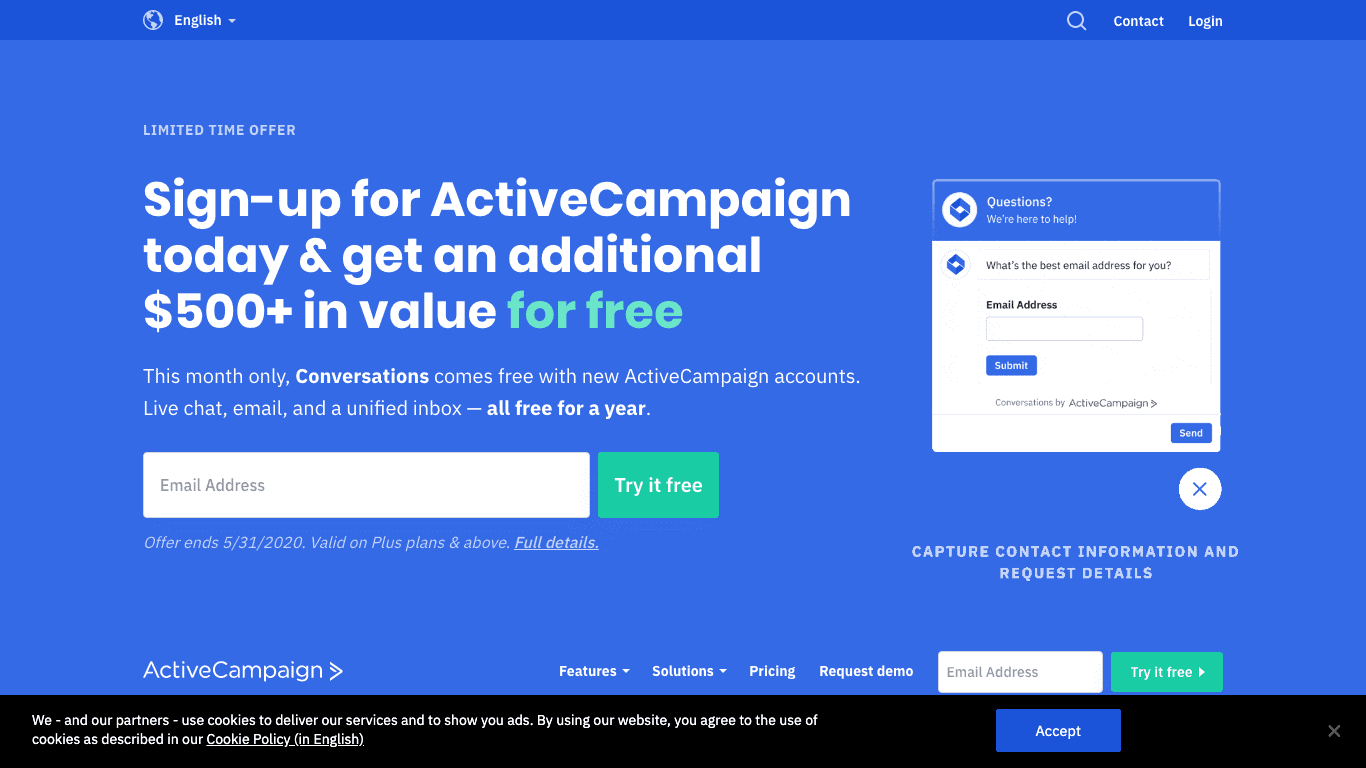 English
Contact
Login
LIMITED TIME OFFER
Sign-up for ActiveCampaign
today & get an additional
$500+ in value for free
This month only, Conversations comes free with new ActiveCampaign accounts.
Live chat, email, and a unified inbox — all free for a year.
Email Address
Try it free
Offer ends 5/31/2020. Valid on Plus plans & above. Full details.
Questions?
We're here to help!
What's the best email address for you?
Email Address
Submit
Conversations by ActiveCampaign
Send
CAPTURE CONTACT INFORMATION AND
REQUEST DETAILS
ActiveCampaign
Features
Solutions
Pricing
Request demo
Email Address
Try it free
We - and our partners - use cookies to deliver our services and to show you ads. By using our website, you agree to the use of
cookies as described in our Cookie Policy (in English)
Accept